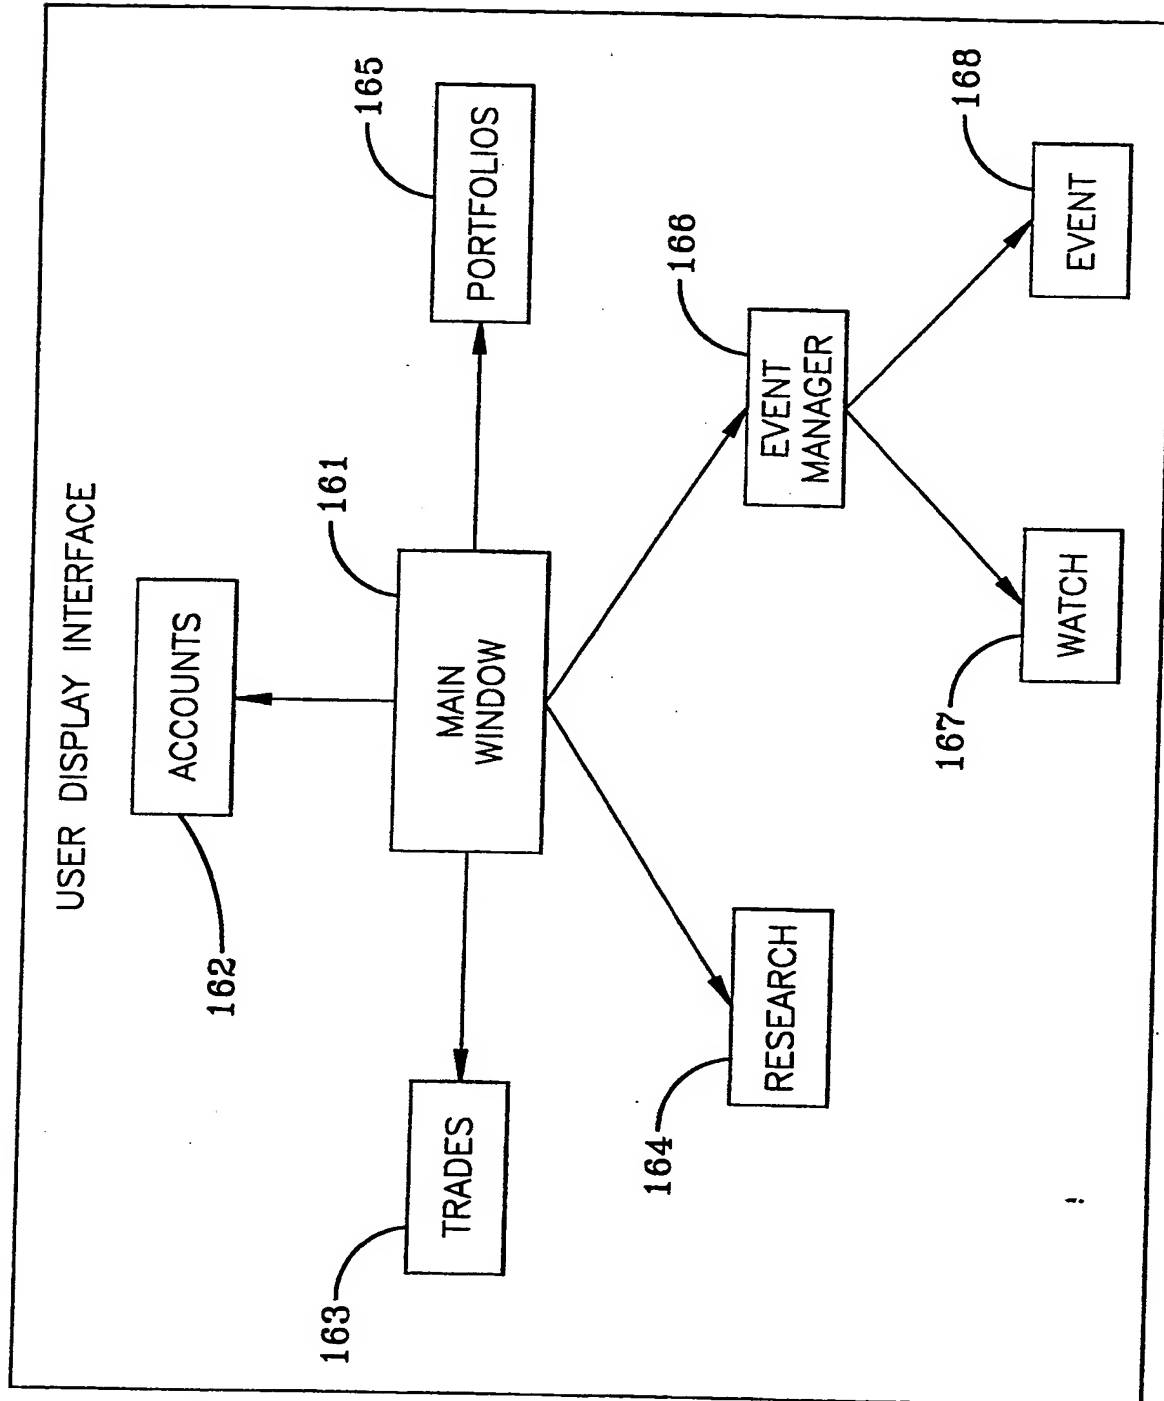 USER DISPLAY INTERFACE
ACCOUNTS
162
161
MAIN
WINDOW
163
TRADES
165
PORTFOLIOS
164
RESEARCH
166
EVENT
MANAGER
167
WATCH
168
EVENT